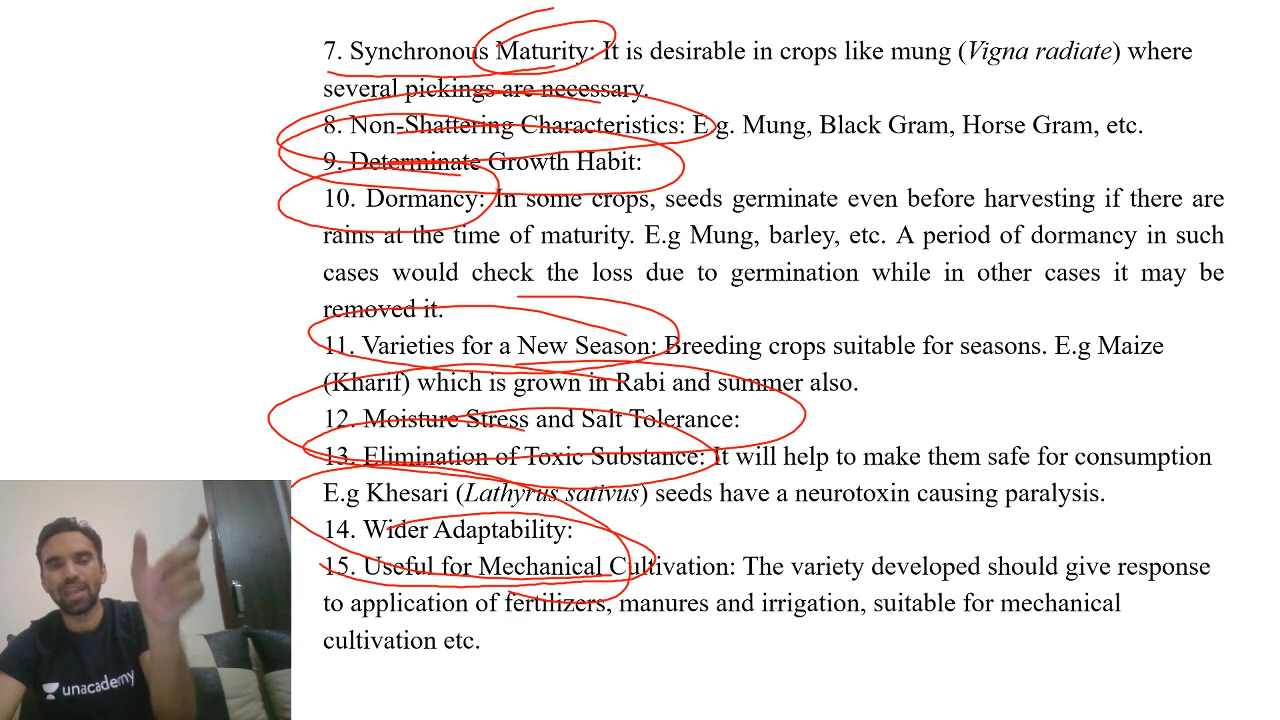 7. Synchronous Maturity: It is desirable in crops like mung (Vigna radiate) where
several pickings are necessary.
8. Non-Shattering Characteristics: E.g. Mung, Black Gram, Horse Gram, etc.
9. Determinate Growth Habit:
10. Dormancy: In some crops, seeds germinate even before harvesting if there are
rains at the time of maturity. E.g Mung, barley, etc. A period of dormancy in such
cases would check the loss due to germination while in other cases it may be
removed it.
11. Varieties for a New Season: Breeding crops suitable for seasons. E.g Maize
(Kharif) which is grown in Rabi and summer also.
12. Moisture Stress and Salt Tolerance:
13. Elimination of Toxic Substance: It will help to make them safe for consumption
E.g Khesari (Lathyrus sativus) seeds have a neurotoxin causing paralysis.
14. Wider Adaptability:
15. Useful for Mechanical Cultivation: The variety developed should give response
to application of fertilizers, manures and irrigation, suitable for mechanical
cultivation etc.
unacademy